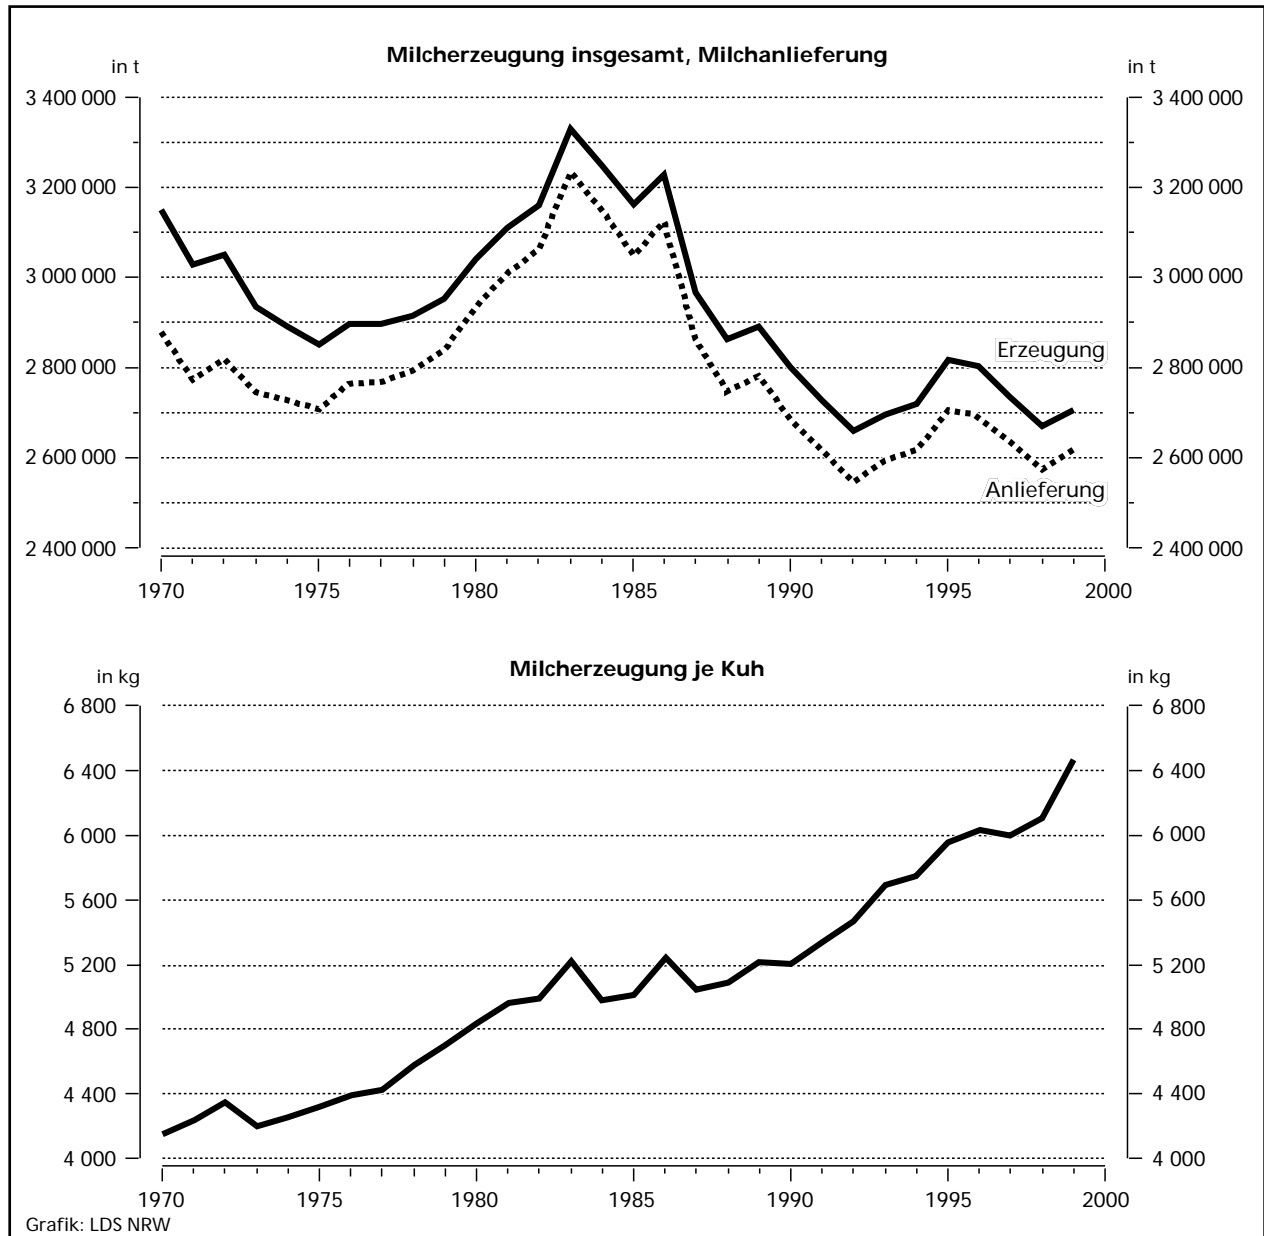 Milcherzeugung insgesamt, Milchanlieferung
in t in t
3 400 000 3 400 000
3 200 000 3 200 000
3 000 000 3 000 000
Erzeugung
2 800 000 2 800 000
2 600 000 2 600 000
Anlieferung
2 400 000 2 400 000
1970 1975 1980 1985 1990 1995 2000
Milcherzeugung je Kuh
in kg in kg
6 800 6 800
6 400 6 400
6 000 6 000
5 600 5 600
5 200 5 200
4 800 4 800
4 400 4 400
4 000 4 000
1970 1975 1980 1985 1990 1995 2000
Grafik: LDS NRW